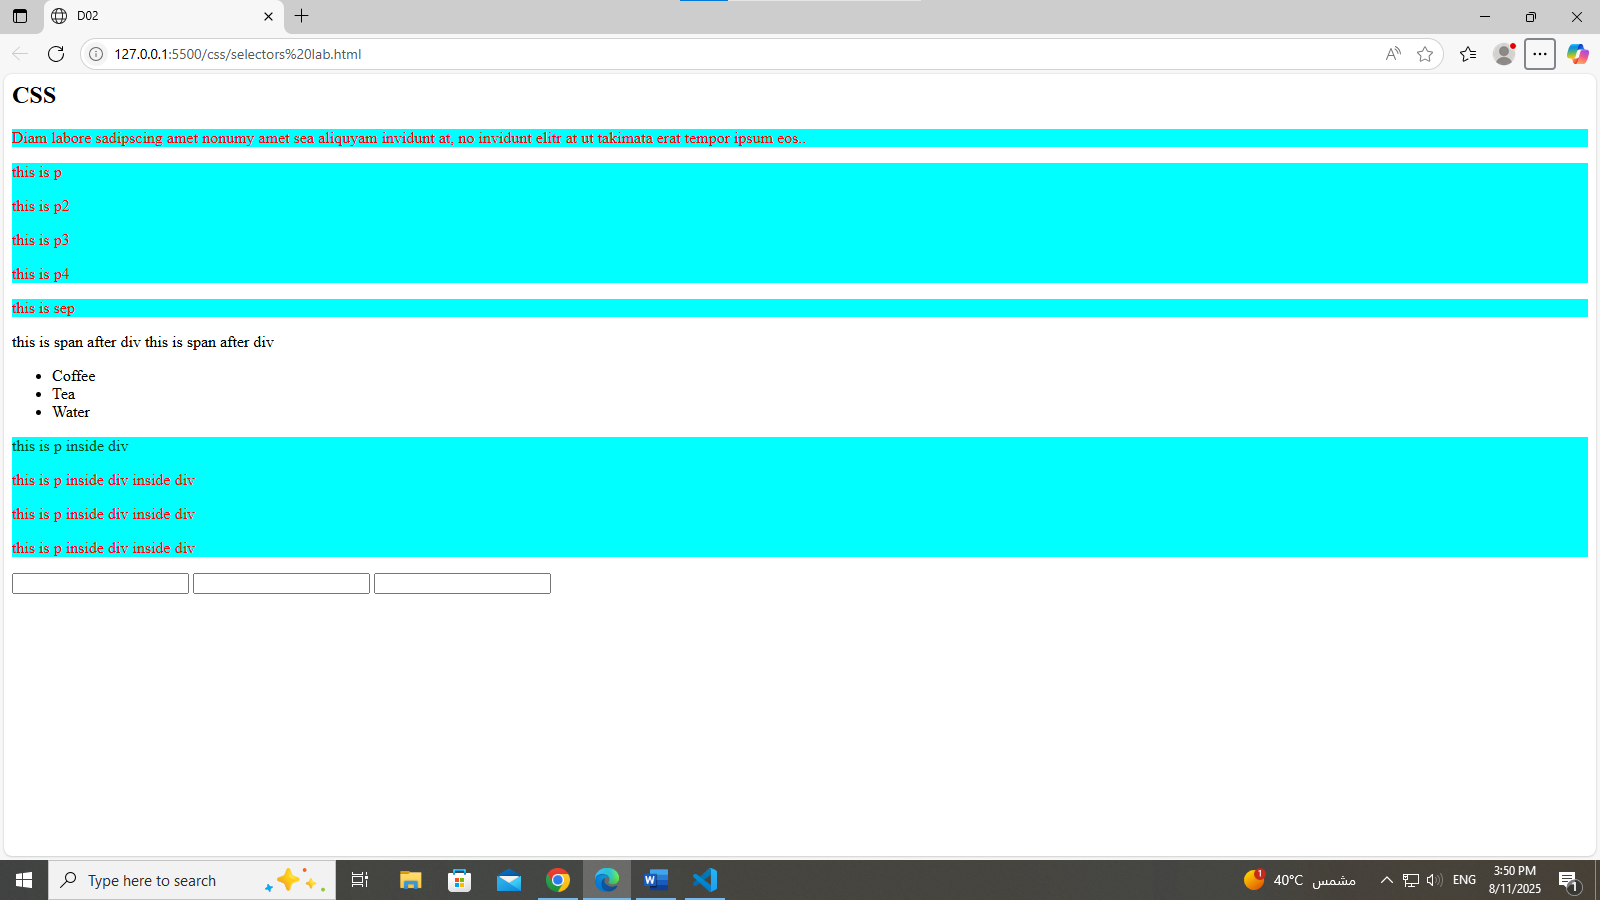 D02
127.0.0.1:5500/css/selectors%20lab.html
CSS
Diam labore sadipscing amet nonumy amet sea aliquyam invidunt at, no invidunt elitr at ut takimata erat tempor ipsum eos..
this is p
this is p2
this is p3
this is p4
this is sep
this is span after div this is span after div
Coffee
Tea
Water
this is p inside div
this is p inside div inside div
this is p inside div inside div
this is p inside div inside div
Type here to search
1
40°C مشمس
ENG
3:50 PM
8/11/2025
1